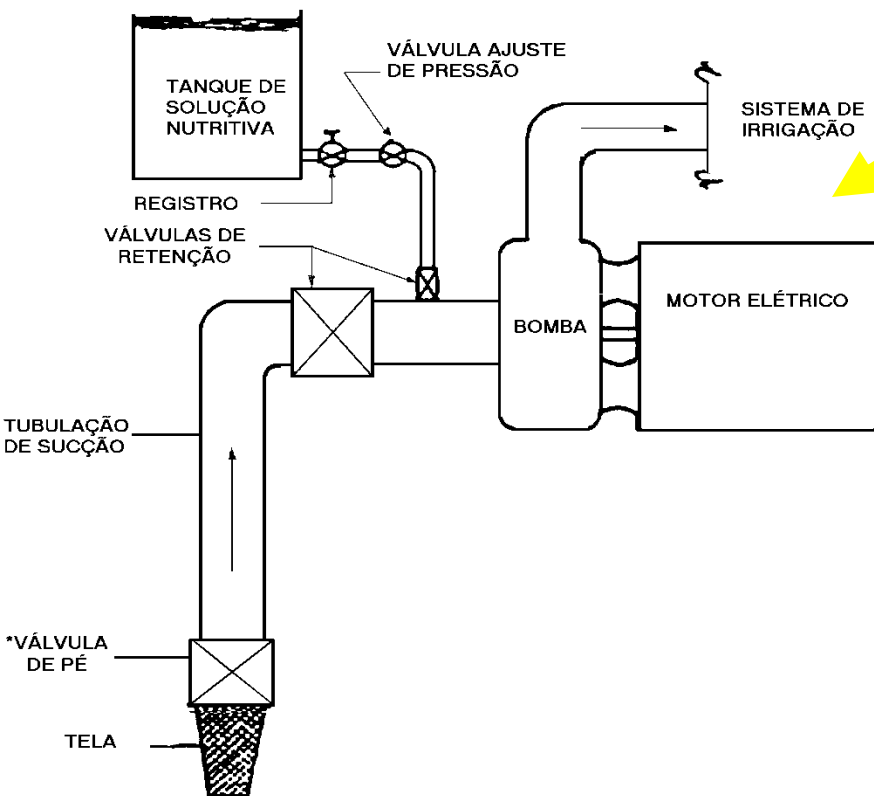 TANQUE DE
SOLUÇÃO
NUTRITIVA
VÁLVULA AJUSTE
DE PRESSÃO
SISTEMA DE
IRRIGAÇÃO
REGISTRO
VÁLVULAS DE
RETENÇÃO
BOMBA
MOTOR ELÉTRICO
TUBULAÇÃO
DE SUCÇÃO
*VÁLVULA
DE PÉ
TELA